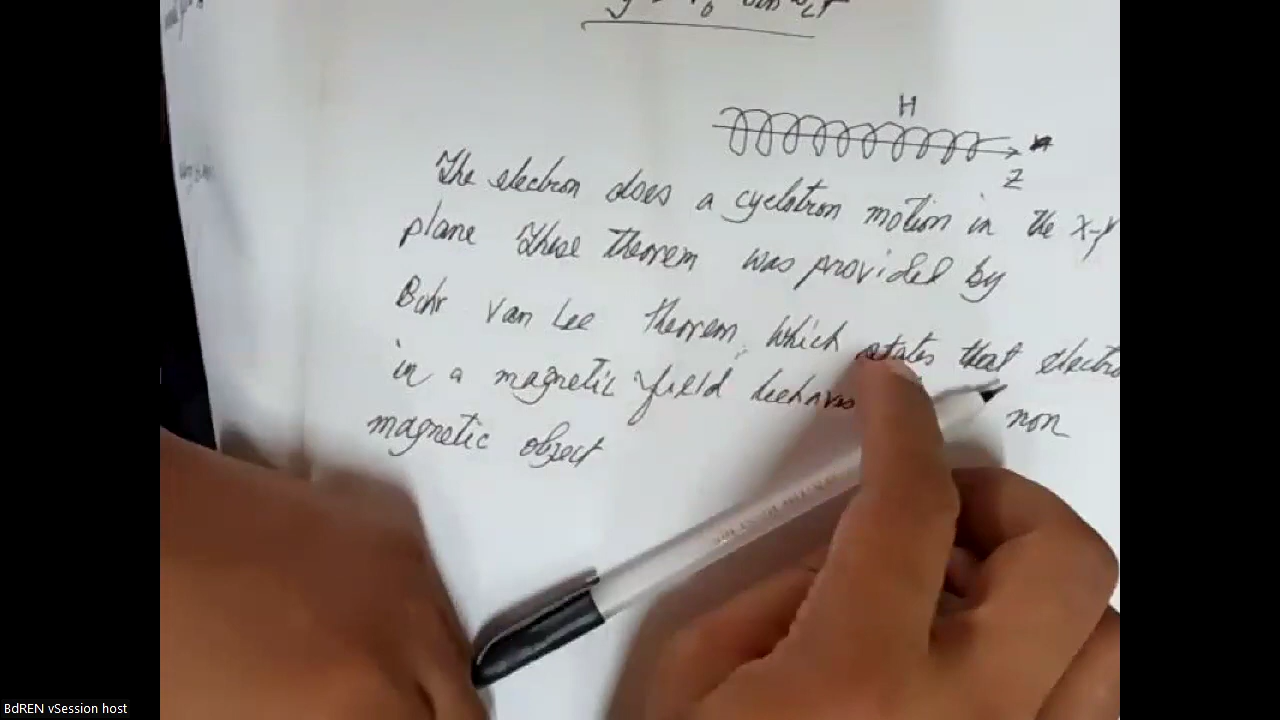 H
Z
The electron does a cyclotron motion in the X-Y
plane These theorem was provided by
Bohr van Lee theorem, which states that electro
in a magnetic field behaves non
magnetic object
BdREN vSession host